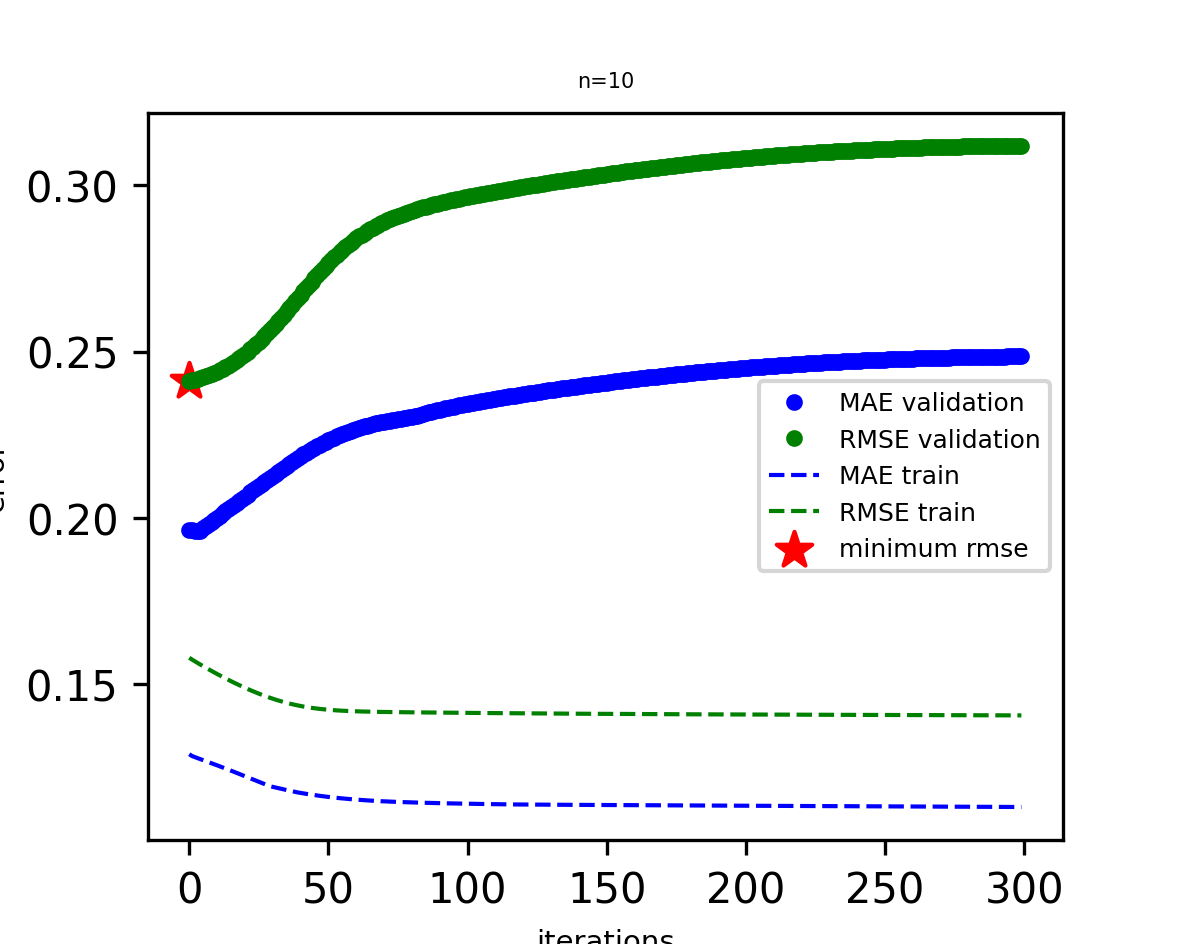 n=10
0.30
0.25
0.20
0.15
0 50 100 150 200 250 300
iterations
MAE validation
RMSE validation
MAE train
RMSE train
minimum rmse